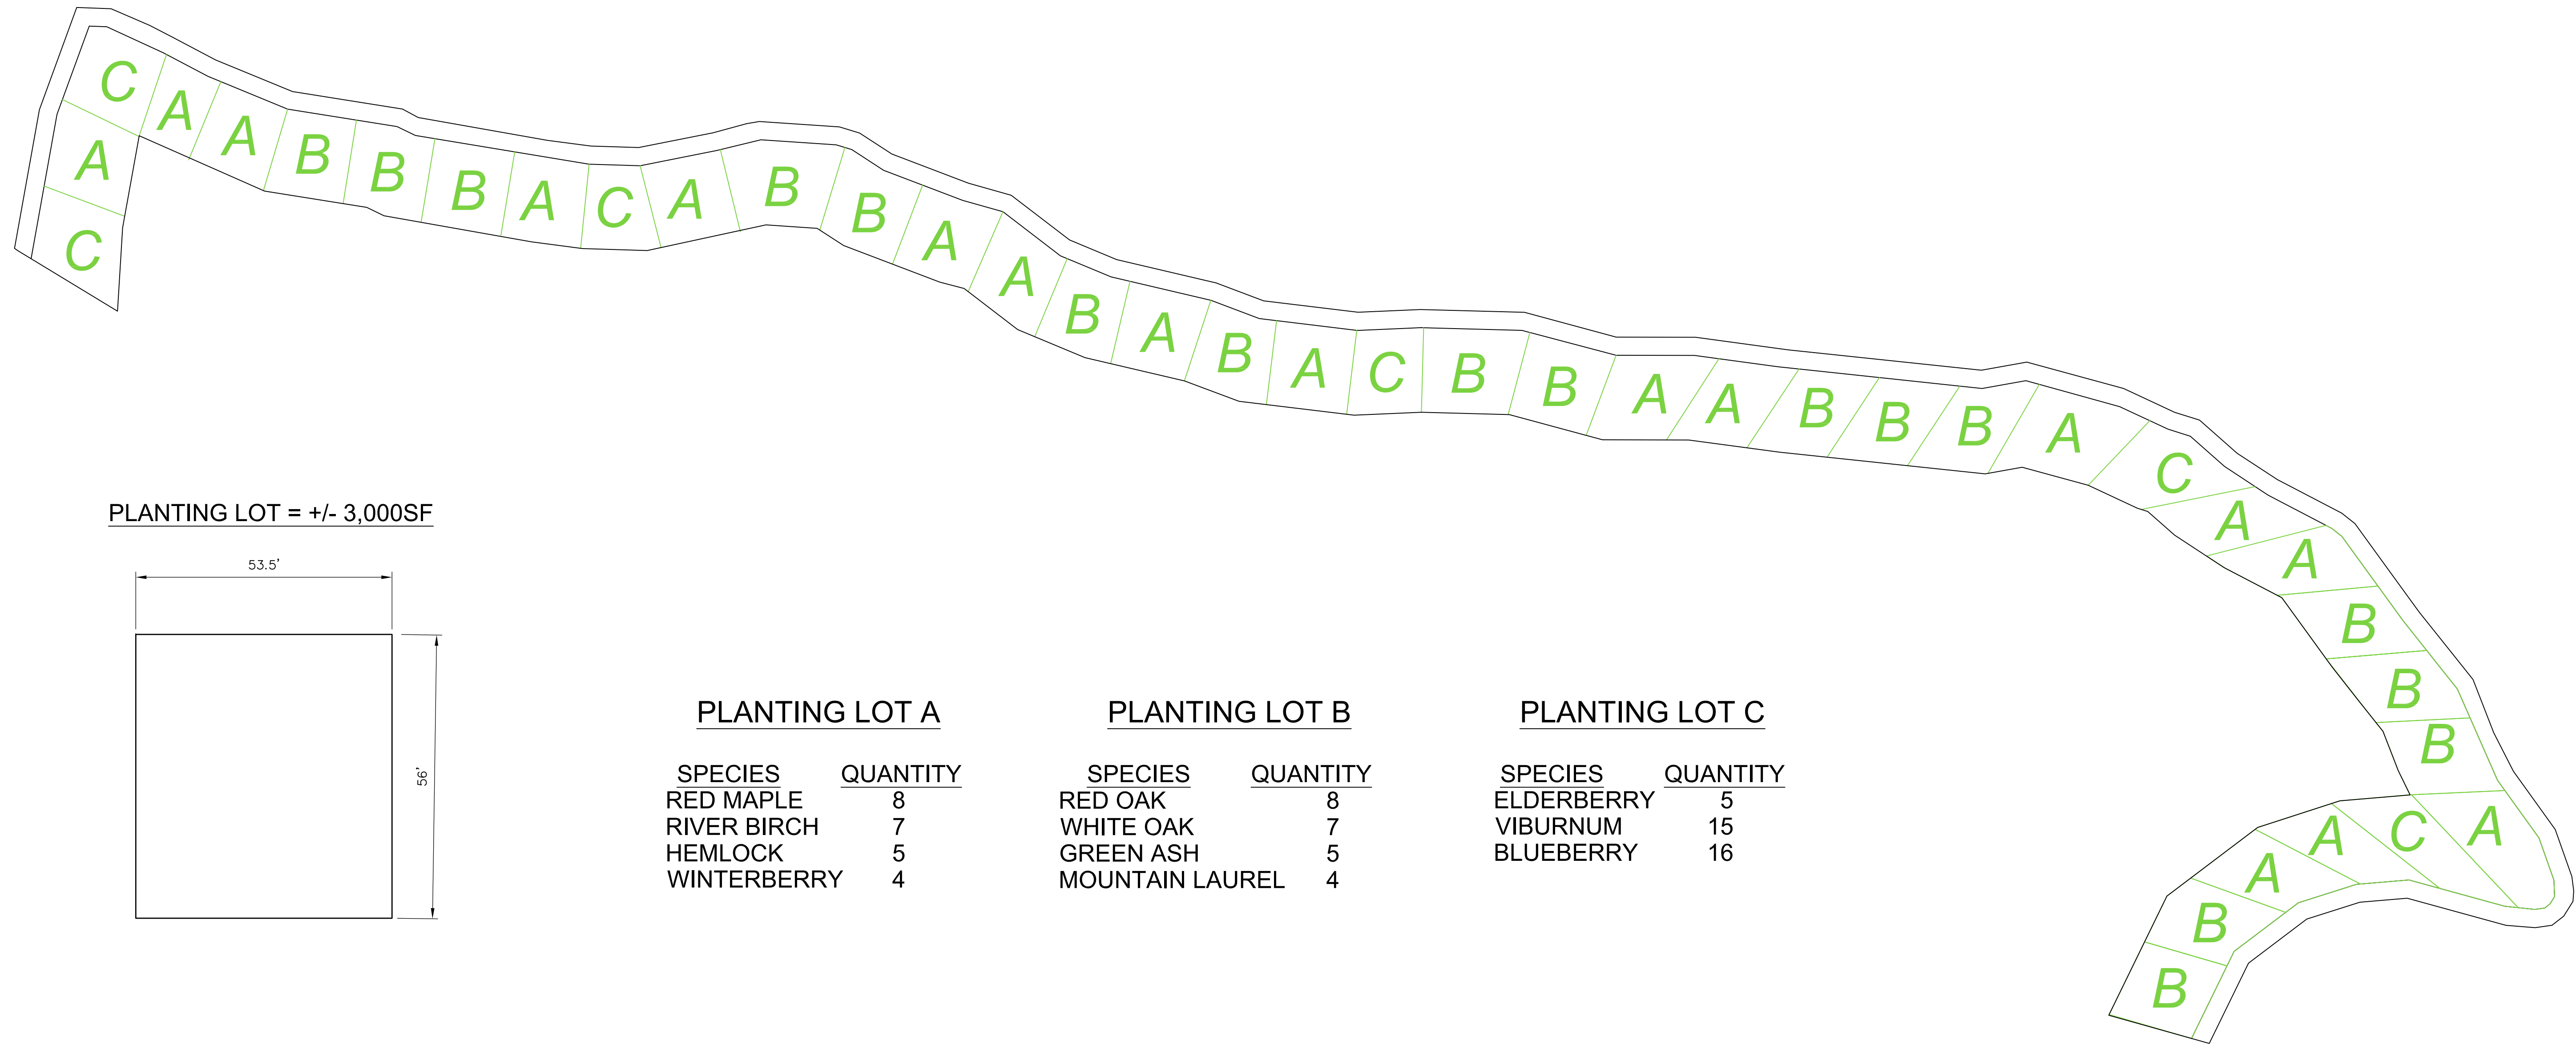 C
A
C
A
A
B
B
B
A
C
A
B
B
A
A
B
A
B
A
C
B
B
A
A
B
B
B
A
C
A
A
B
B
B
A
C
A
A
B
B
PLANTING LOT = +/- 3,000SF
53.5'
56'
PLANTING LOT A
SPECIES QUANTITY
RED MAPLE 8
RIVER BIRCH 7
HEMLOCK 5
WINTERBERRY 4
PLANTING LOT B
SPECIES QUANTITY
RED OAK 8
WHITE OAK 7
GREEN ASH 5
MOUNTAIN LAUREL 4
PLANTING LOT C
SPECIES QUANTITY
ELDERBERRY 5
VIBURNUM 15
BLUEBERRY 16